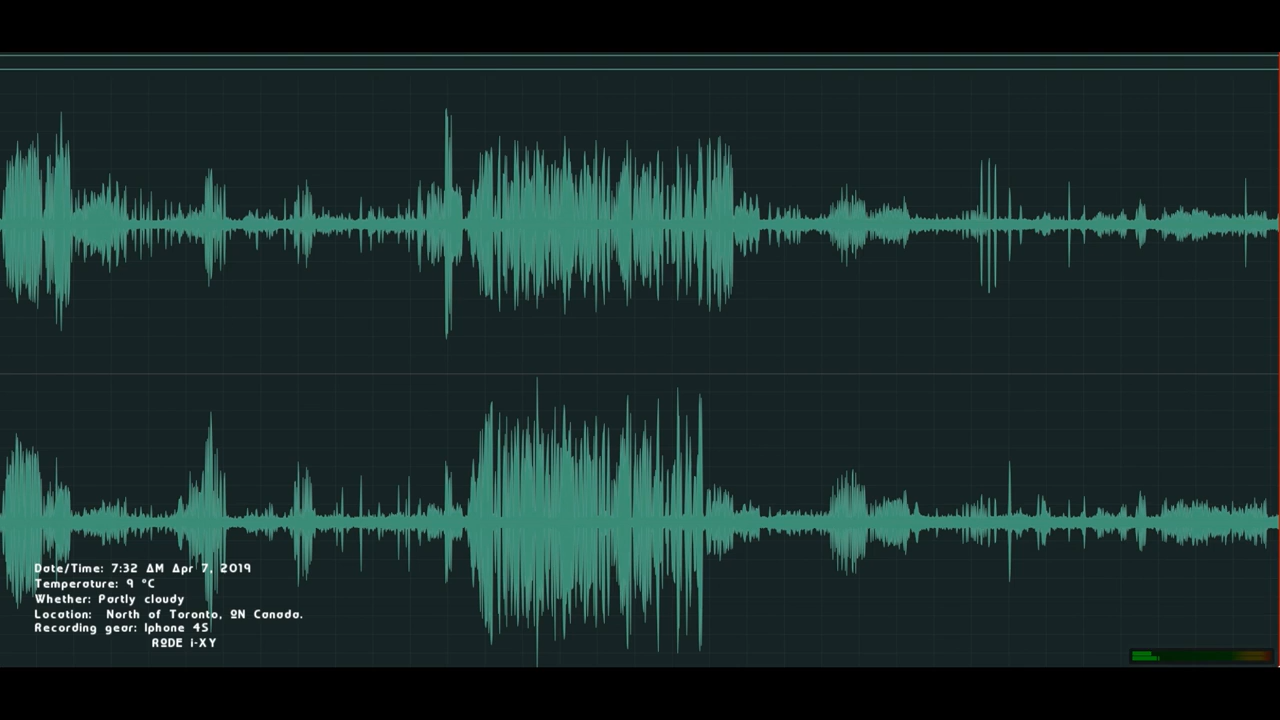 Date/Time: 7:32 AM Apr 7, 2019
Temperature: 9 °C
Whether: Partly cloudy
Location: North of Toronto, ON Canada.
Recording gear: Iphone 4S
RODE i-XY